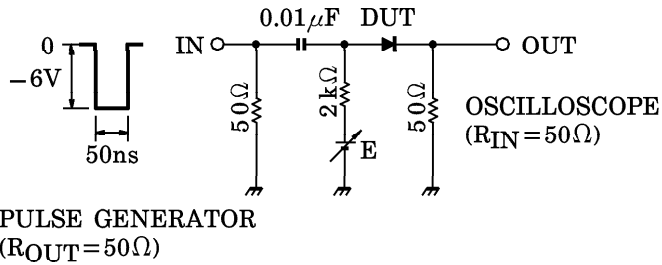 0.01μF DUT
0
IN
OUT
−6V
50Ω
2kΩ
50Ω
E
OSCILLOSCOPE
(RIN=50Ω)
50ns
PULSE GENERATOR
(ROUT=50Ω)